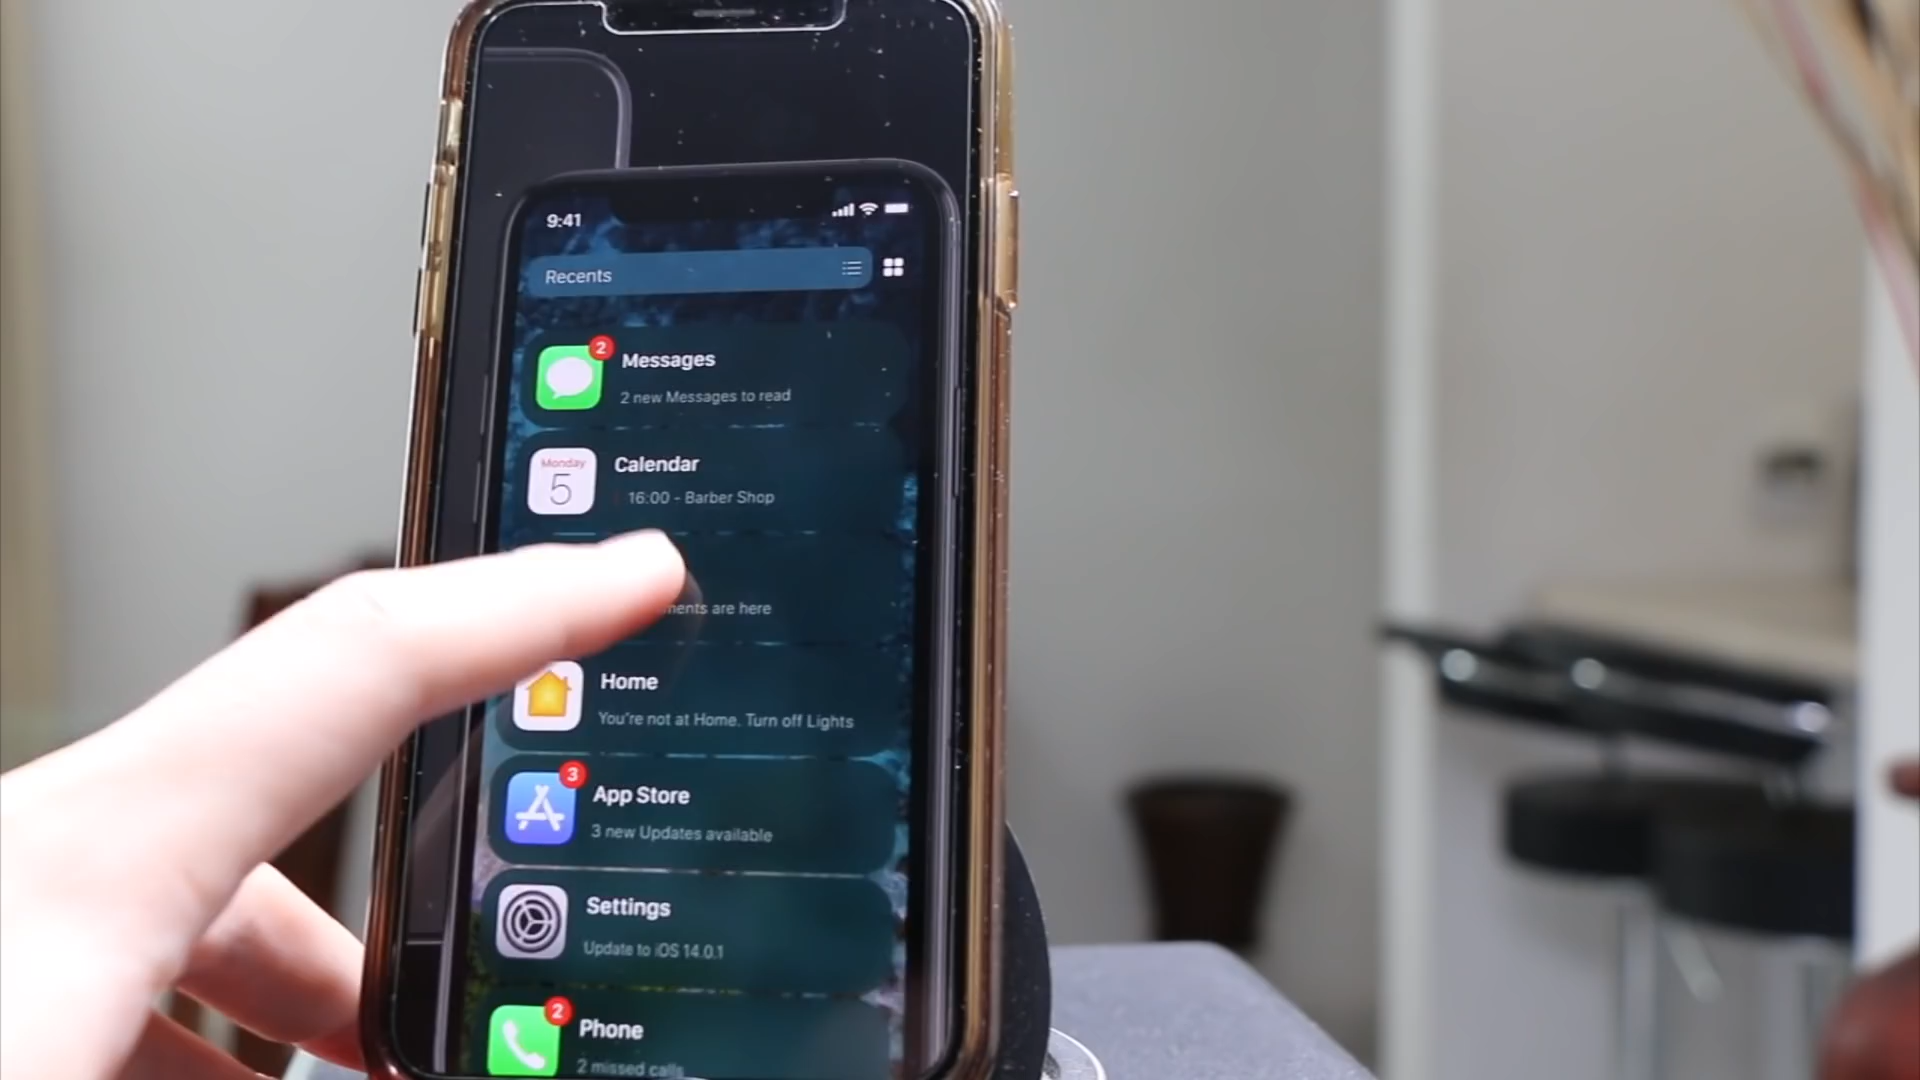 9:41
Recents
2
Messages
2 new Messages to read
Monday
5
Calendar
16:00 - Barber Shop
are here
Home
You're not at Home. Turn off Lights
3
App Store
3 new Updates available
Settings
Update to iOS 14.0.1
2
Phone
2 missed calls